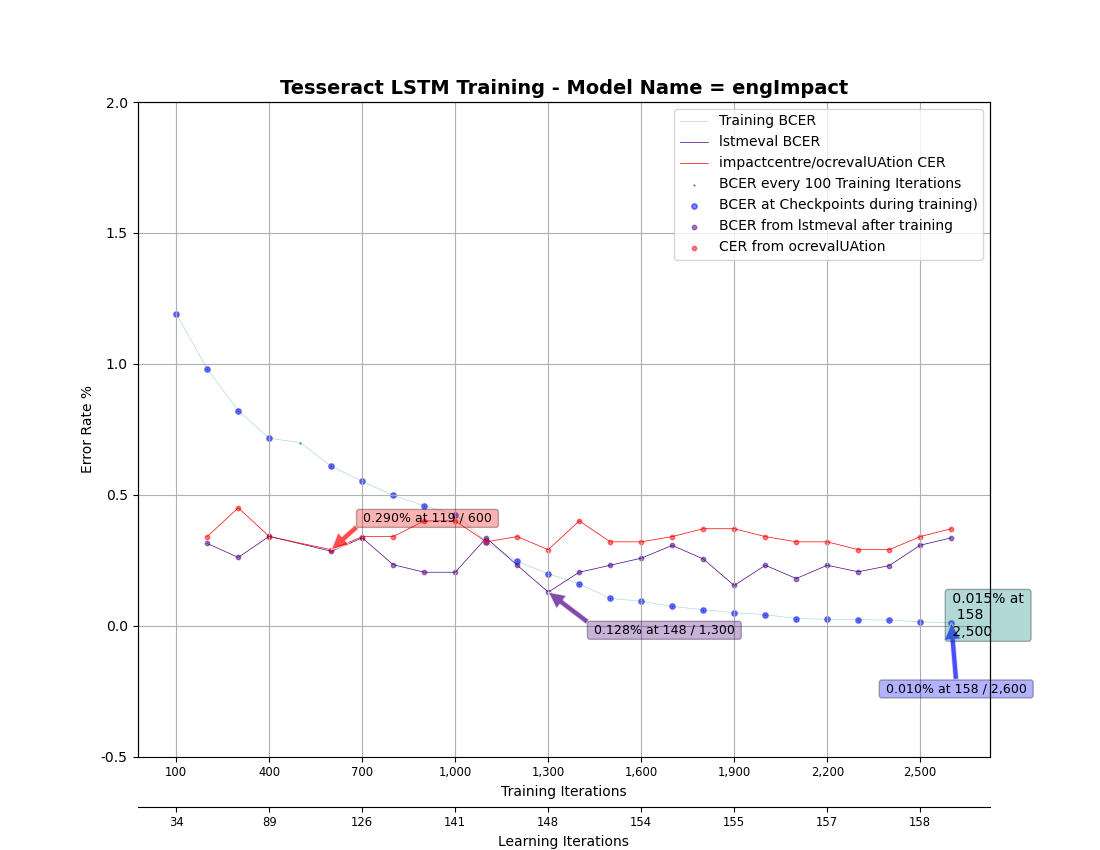 Tesseract LSTM Training - Model Name = engImpact
2.0
1.5
1.0
0.5
0.0
-0.5
Error Rate %
Training BCER
lstmeval BCER
impactcentre/ocrevalUAtion CER
BCER every 100 Training Iterations
BCER at Checkpoints during training)
BCER from lstmeval after training
CER from ocrevalUAtion
0.290% at 119 / 600
0.128% at 148 / 1,300
0.015% at
158
2,500
0.010% at 158 / 2,600
100 400 700 1,000 1,300 1,600 1,900 2,200 2,500
Training Iterations
34 89 126 141 148 154 155 157 158
Learning Iterations